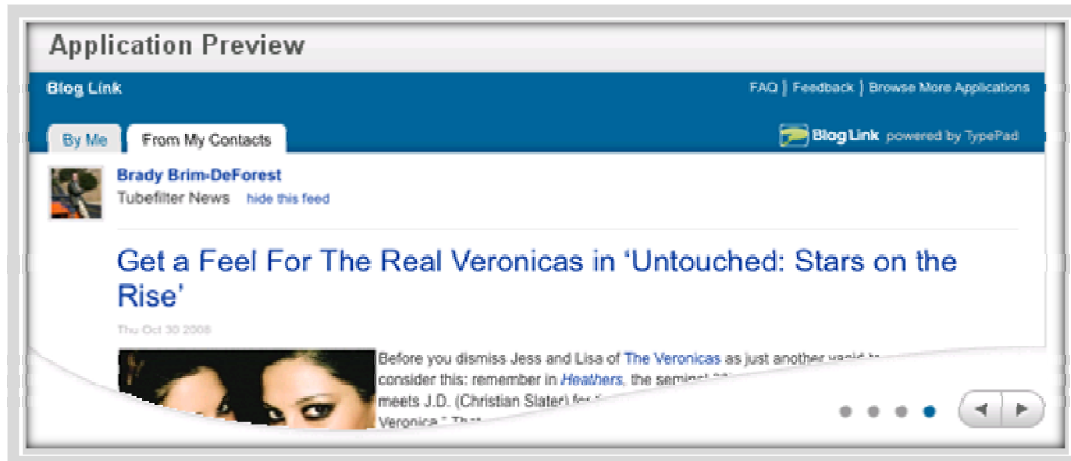 Application Preview
Blog Link
FAQ | Feedback | Browse More Applications
By Me From My Contacts
Blog Link powered by TypePad
Brady Brim-DeForest
Tubefilter News hide this feed
Get a Feel For The Real Veronicas in ‘Untouched: Stars on the
Rise’
Thu Oct 30 2008
Before you dismiss Jess and Lisa of The Veronicas as just another
consider this: remember in Heathers, the seminal
meets J.D. (Christian Slater)
Veronica."